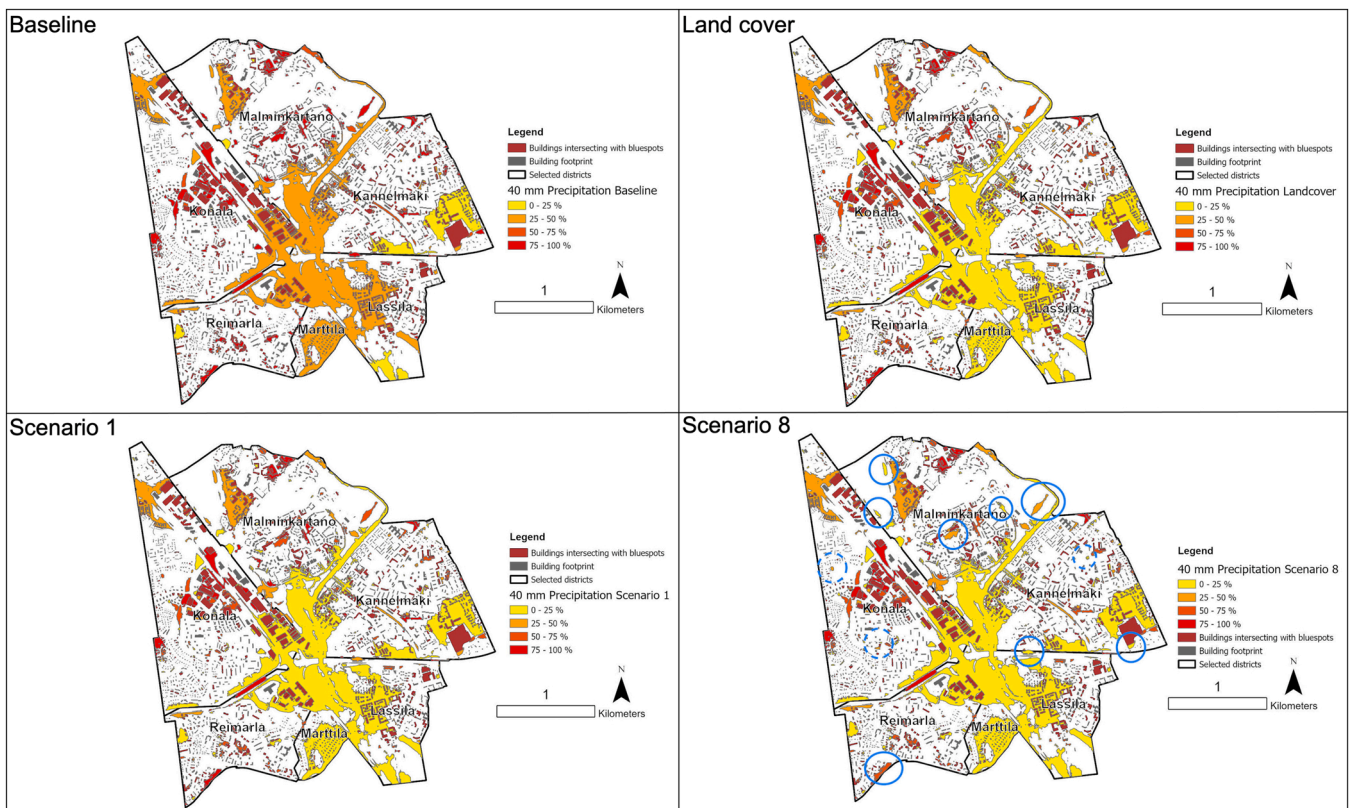 Baseline
Malminkartano
Konala
Kannelmäki
Reimarla
Marttila
Lassila
Legend
Buildings intersecting with bluespots
Building footprint
Selected districts
40 mm Precipitation Baseline
0 - 25 %
25 - 50 %
50 - 75 %
75 - 100 %
N
1
Kilometers
Land cover
Malminkartano
Konala
Kannelmäki
Reimarla
Marttila
Lassila
Legend
Buildings intersecting with bluespots
Building footprint
Selected districts
40 mm Precipitation Landcover
0 - 25 %
25 - 50 %
50 - 75 %
75 - 100 %
N
1
Kilometers
Scenario 1
Malminkartano
Konala
Kannelmäki
Reimarla
Marttila
Lassila
Legend
Buildings intersecting with bluespots
Building footprint
Selected districts
40 mm Precipitation Scenario 1
0 - 25 %
25 - 50 %
50 - 75 %
75 - 100 %
N
1
Kilometers
Scenario 8
Malminkartano
Konala
Kannelmäki
Reimarla
Marttila
Lassila
Legend
40 mm Precipitation Scenario 8
0 - 25 %
25 - 50 %
50 - 75 %
75 - 100 %
Buildings intersecting with bluespots
Building footprint
Selected districts
N
1
Kilometers